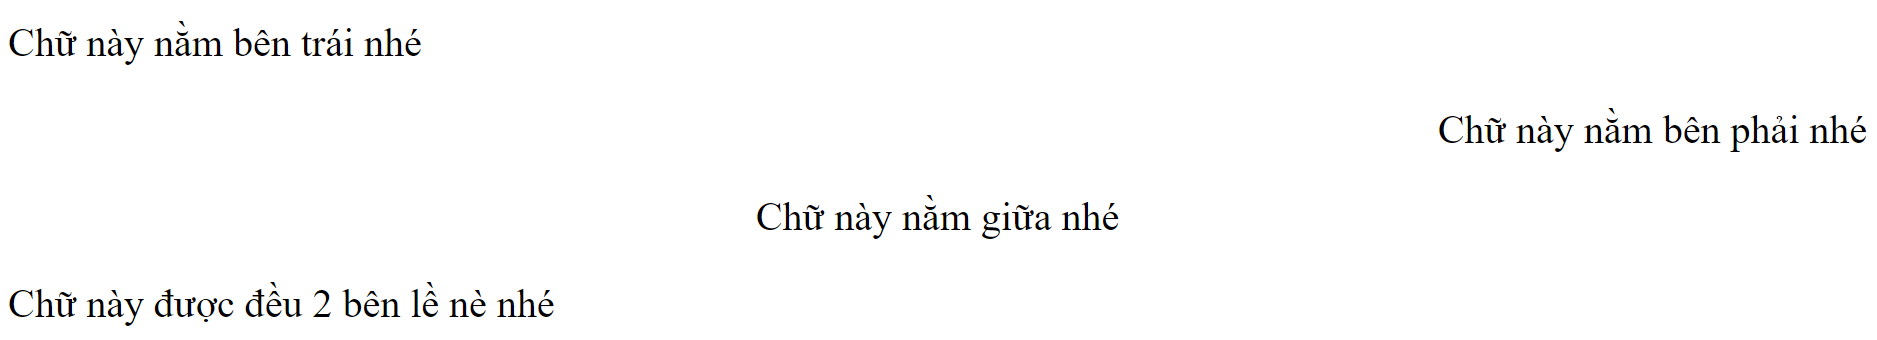 Chữ này nằm bên trái nhé
Chữ này nằm bên phải nhé
Chữ này nằm giữa nhé
Chữ này được đều 2 bên lề nè nhé